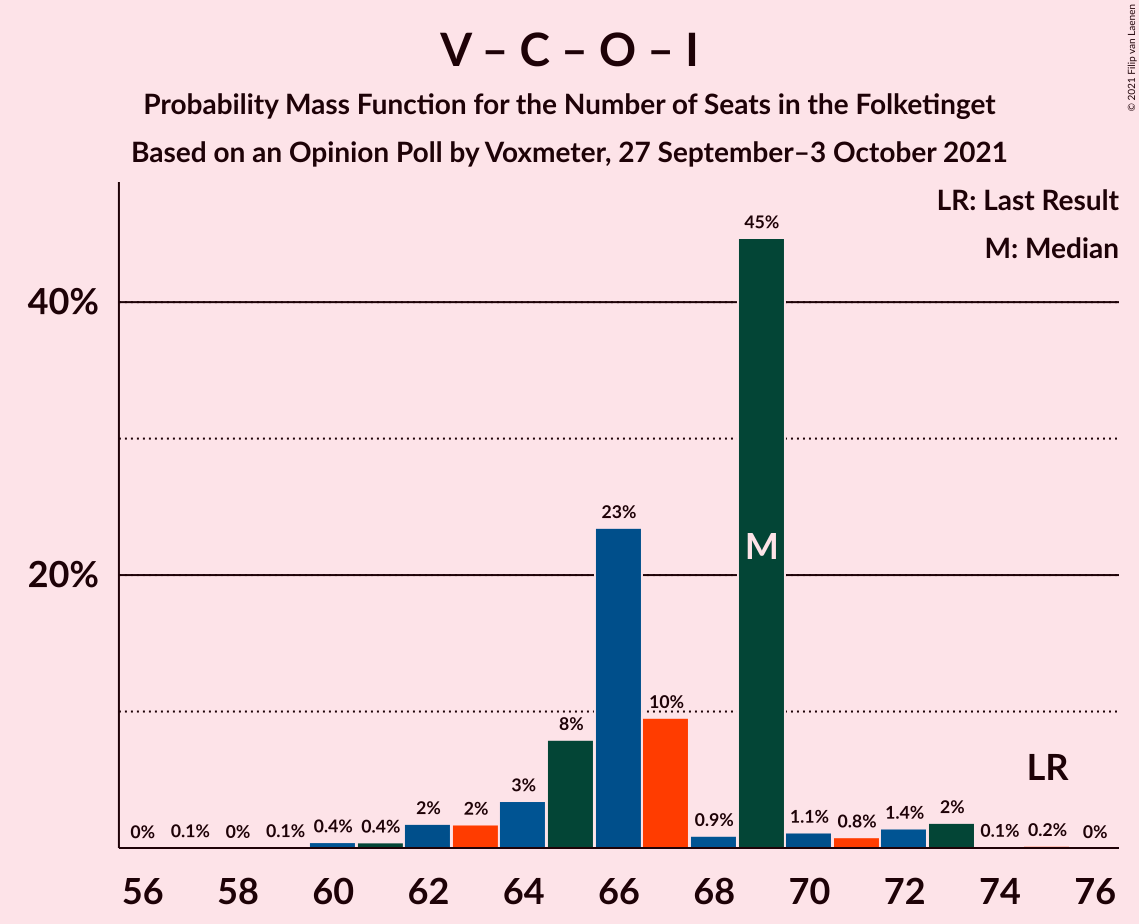 V – C – O – I
Probability Mass Function for the Number of Seats in the Folketinget
Based on an Opinion Poll by Voxmeter, 27 September–3 October 2021
© 2021 Filip van Laenen
LR: Last Result
M: Median
40%
20%
0% 0.1% 0% 0.1% 0.4% 0.4% 2% 2% 3% 8% 23% 10% 0.9% 45% 1.1% 0.8% 1.4% 2% 0.1% 0.2% 0%
M
LR
56 58 60 62 64 66 68 70 72 74 76